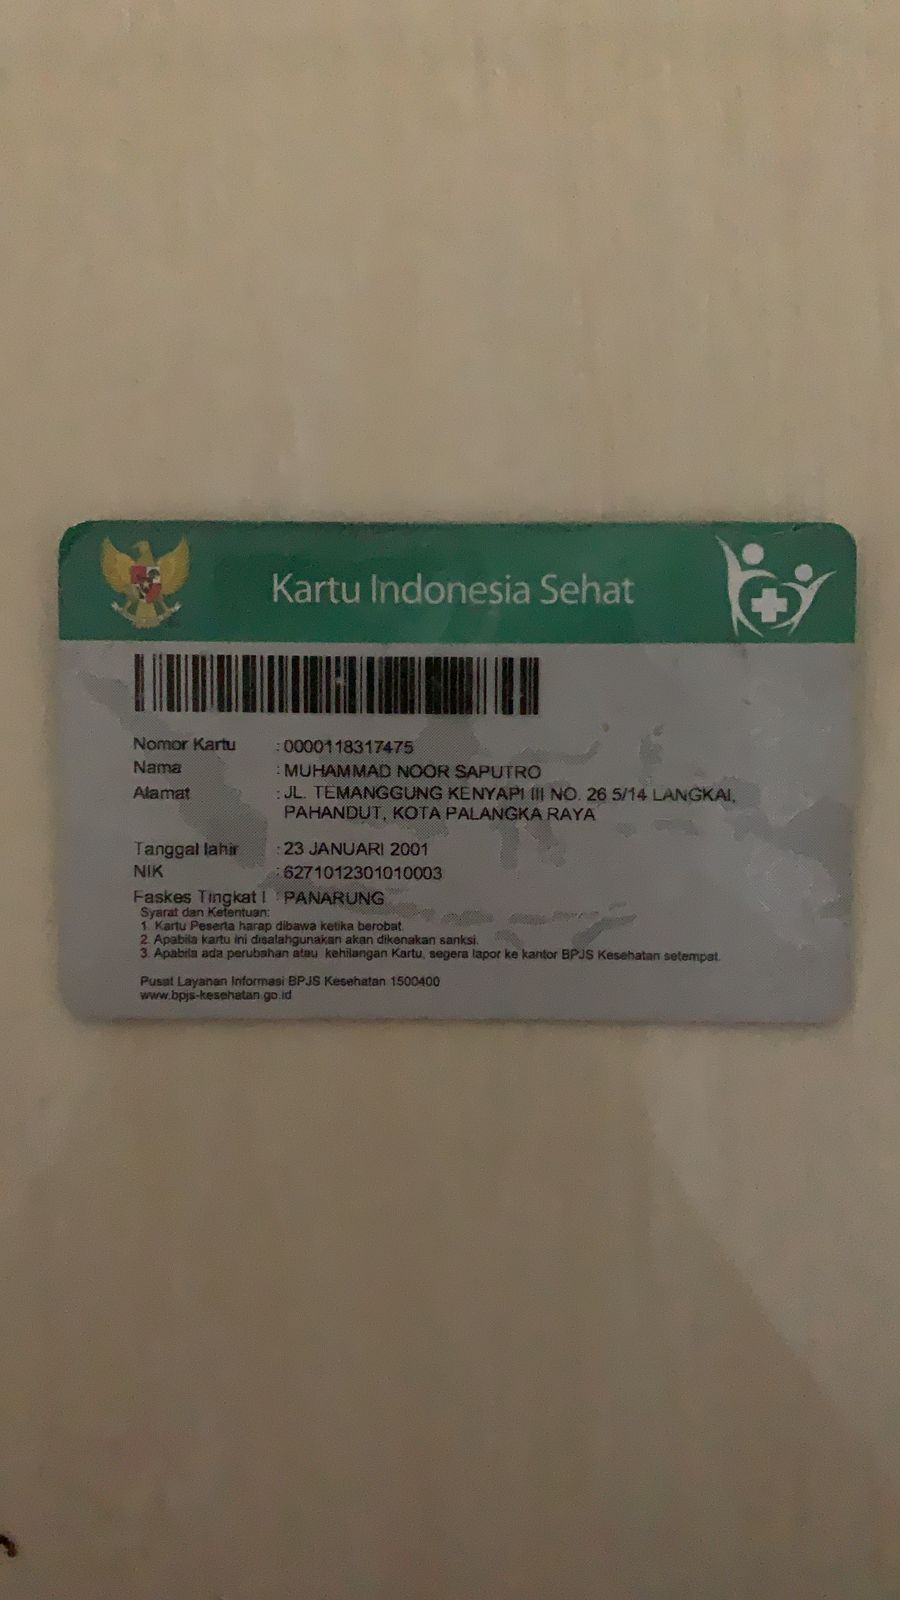 Kartu Indonesia Sehat
Nomor Kartu : 0000118317475
Nama : MUHAMMAD NOOR SAPUTRO
Alamat : JL. TEMANGGUNG KENYAPI III NO. 26 5/14 LANGKAI,
PAHANDUT, KOTA PALANGKA RAYA
Tanggal lahir : 23 JANUARI 2001
NIK : 6271012301010003
Faskes Tingkat I : PANARUNG
Syarat dan Ketentuan:
1. Kartu Peserta harap dibawa ketika berobat.
2. Apabila kartu ini disalahgunakan akan dikenakan sanksi.
3. Apabila ada perubahan atau kehilangan Kartu, segera lapor ke kantor BPJS Kesehatan setempat.
Pusat Layanan Informasi BPJS Kesehatan 1500400
www.bpjs-kesehatan.go.id